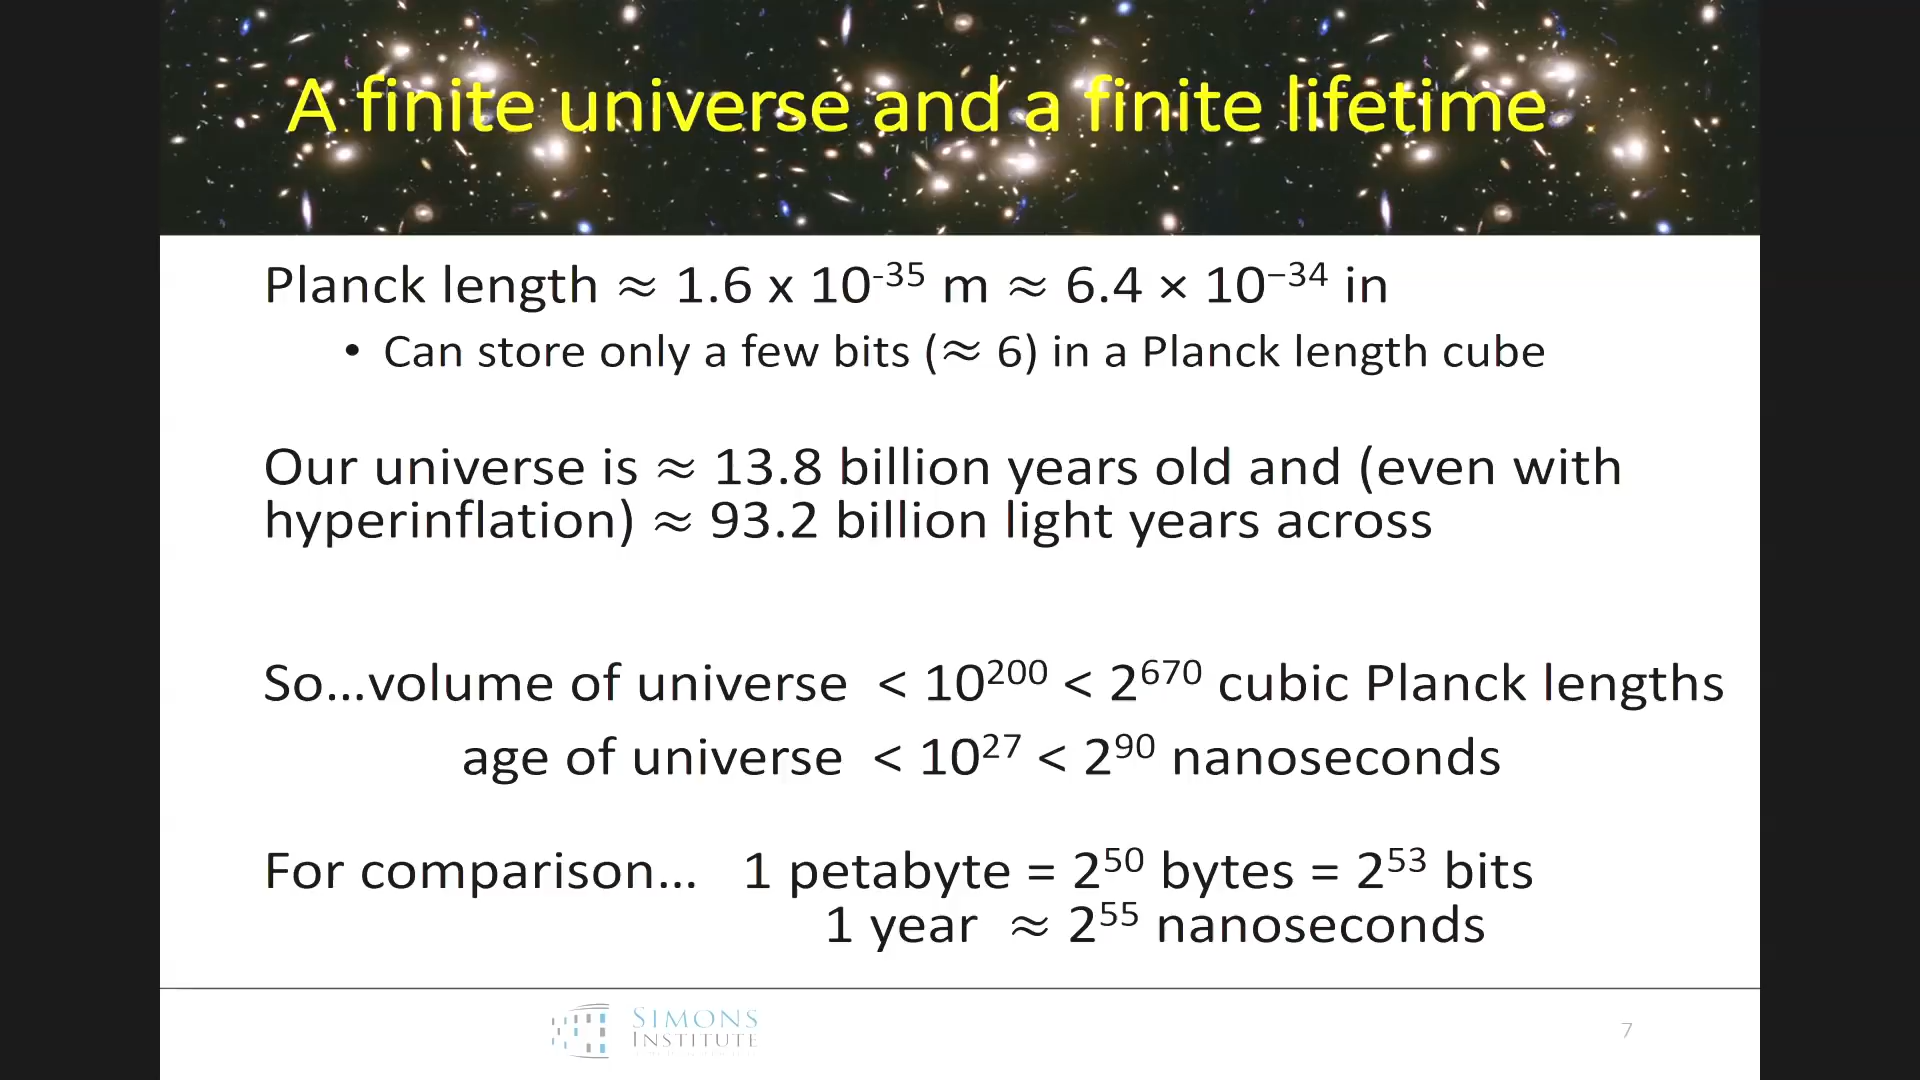 A finite universe and a finite lifetime
Planck length ≈ 1.6 x 10⁻³⁵ m ≈ 6.4 × 10⁻³⁴ in
• Can store only a few bits (≈ 6) in a Planck length cube
Our universe is ≈ 13.8 billion years old and (even with
hyperinflation) ≈ 93.2 billion light years across
So…volume of universe < 10²⁰⁰ < 2⁶⁷⁰ cubic Planck lengths
age of universe < 10²⁷ < 2⁹⁰ nanoseconds
For comparison… 1 petabyte = 2⁵⁰ bytes = 2⁵³ bits
1 year ≈ 2⁵⁵ nanoseconds
SIMONS
INSTITUTE
7